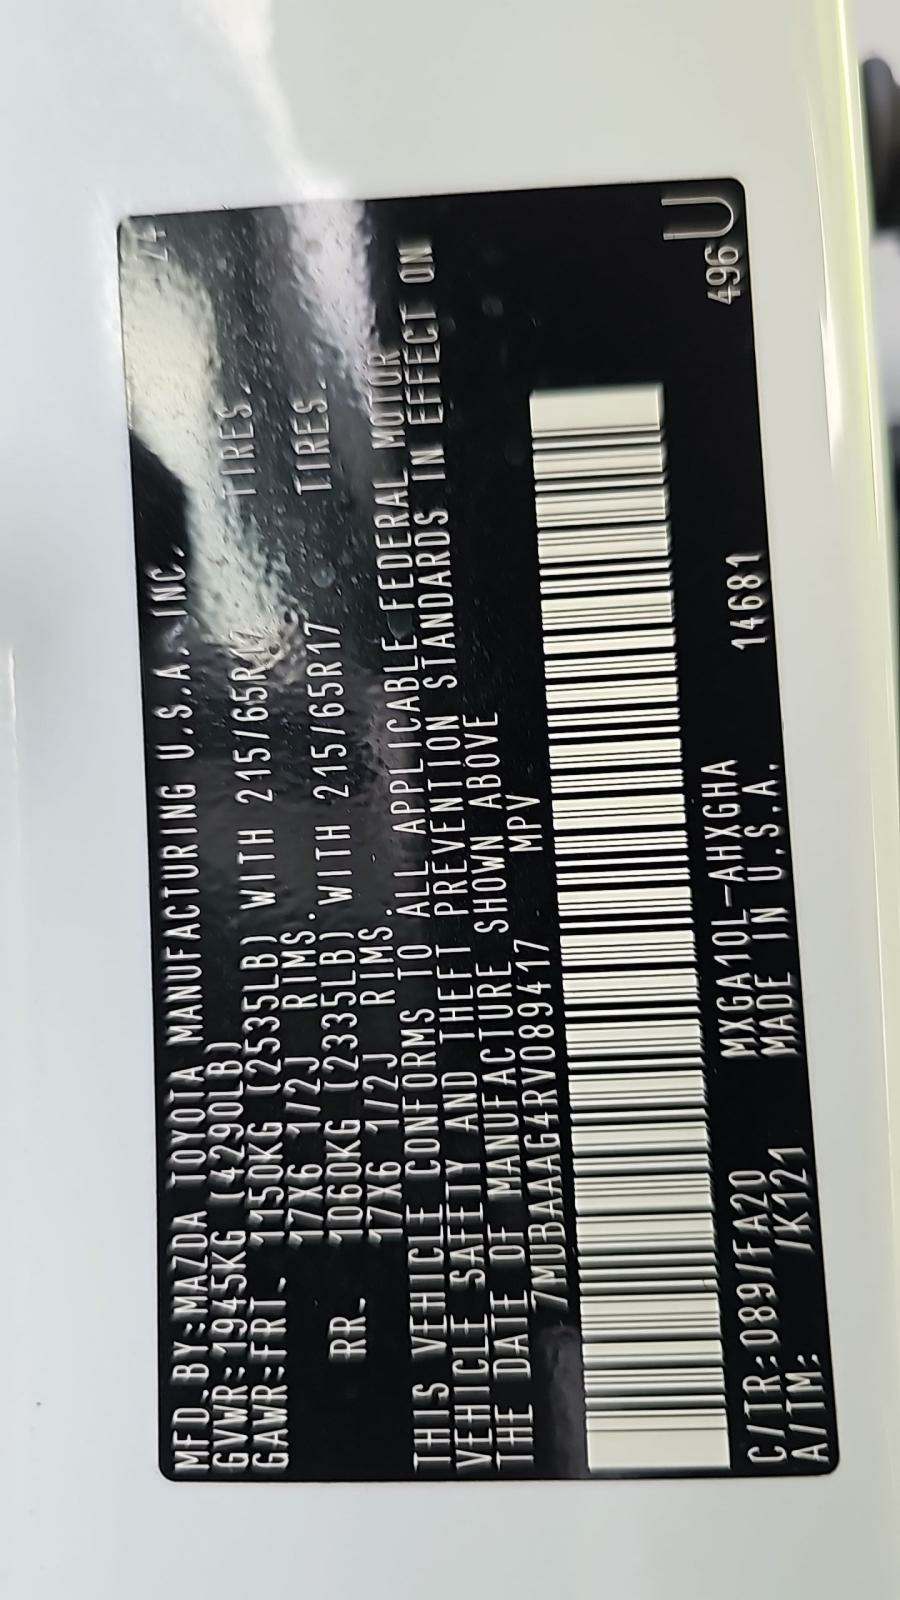 MFD.BY:MAZDA TOYOTA MANUFACTURING U.S.A. INC.
GVWR:1945KG (4290LB)
GAWR:FRT. 1150KG (2535LB) WITH 215/65R17 TIRES.
17X6 1/2J RIMS.
RR. 1060KG (2335LB) WITH 215/65R17 TIRES.
17X6 1/2J RIMS.
THIS VEHICLE CONFORMS TO ALL APPLICABLE FEDERAL MOTOR
VEHICLE SAFETY AND THEFT PREVENTION STANDARDS IN EFFECT ON
THE DATE OF MANUFACTURE SHOWN ABOVE
7MUBAAAG4RV089417 MPV
C/TR:089/FA20 MXGA10L-AHXGHA 14681 496 U
A/TM: /K121 MADE IN U.S.A.